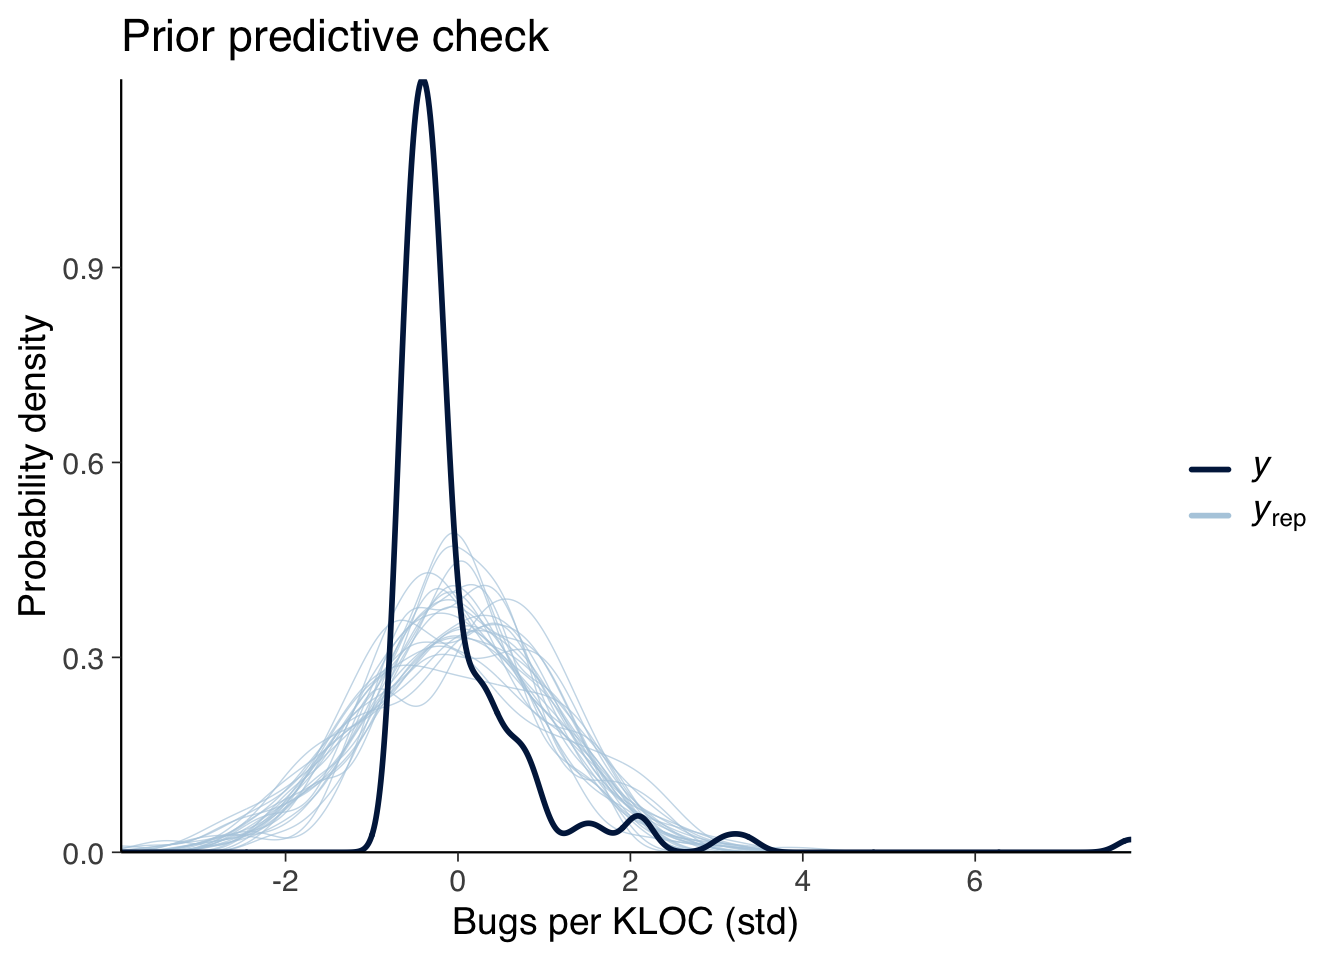 Prior predictive check
Probability density
0.9
0.6
0.3
0.0
-2 0 2 4 6
Bugs per KLOC (std)
y
yrep